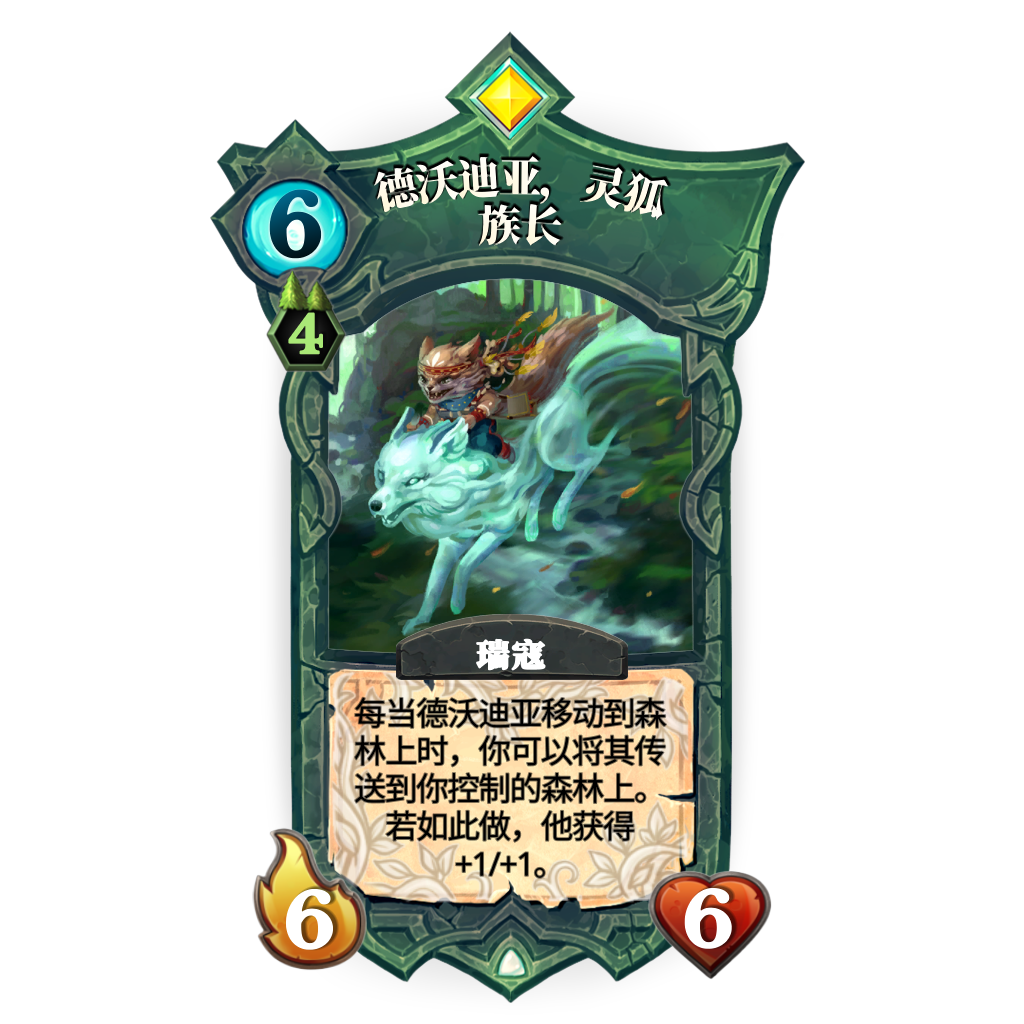 6
德沃迪亚，灵狐
族长
4
瑞寇
每当德沃迪亚移动到森
林上时，你可以将其传
送到你控制的森林上。
若如此做，他获得
+1/+1。
6
6